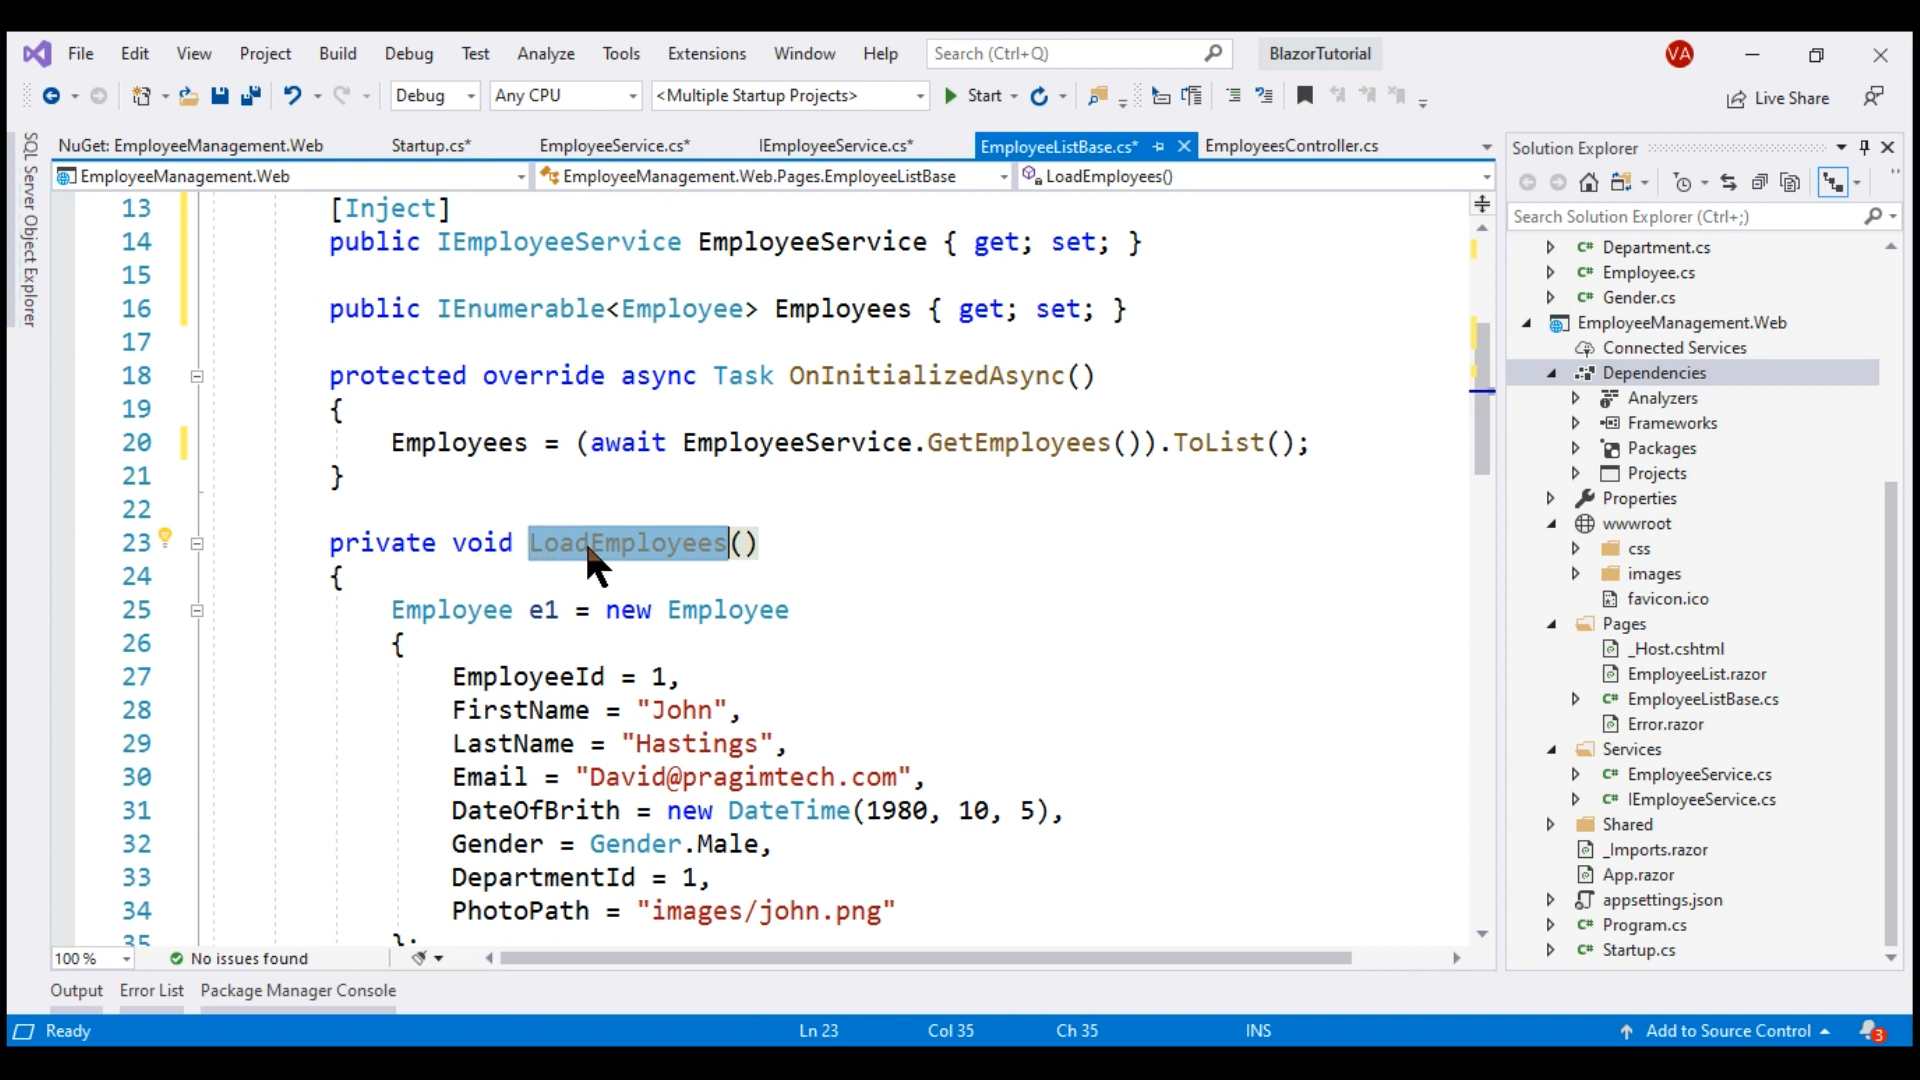 File Edit View Project Build Debug Test Analyze Tools Extensions Window Help Search (Ctrl+Q) BlazorTutorial VA
Debug Any CPU <Multiple Startup Projects> Start Live Share
SQL Server Object Explorer
NuGet: EmployeeManagement.Web Startup.cs* EmployeeService.cs* IEmployeeService.cs* EmployeeListBase.cs* EmployeesController.cs
EmployeeManagement.Web EmployeeManagement.Web.Pages.EmployeeListBase LoadEmployees()
13 [Inject]
14 public IEmployeeService EmployeeService { get; set; }
15
16 public IEnumerable<Employee> Employees { get; set; }
17
18 protected override async Task OnInitializedAsync()
19 {
20 Employees = (await EmployeeService.GetEmployees()).ToList();
21 }
22
23 private void LoadEmployees()
24 {
25 Employee e1 = new Employee
26 {
27 EmployeeId = 1,
28 FirstName = "John",
29 LastName = "Hastings",
30 Email = "David@pragimtech.com",
31 DateOfBrith = new DateTime(1980, 10, 5),
32 Gender = Gender.Male,
33 DepartmentId = 1,
34 PhotoPath = "images/john.png"
35 };
100 % No issues found
Output Error List Package Manager Console
Ready Ln 23 Col 35 Ch 35 INS Add to Source Control 3
Solution Explorer
Search Solution Explorer (Ctrl+;)
C# Department.cs
C# Employee.cs
C# Gender.cs
EmployeeManagement.Web
Connected Services
Dependencies
Analyzers
Frameworks
Packages
Projects
Properties
wwwroot
css
images
favicon.ico
Pages
_Host.cshtml
EmployeeList.razor
C# EmployeeListBase.cs
Error.razor
Services
C# EmployeeService.cs
C# IEmployeeService.cs
Shared
_Imports.razor
App.razor
appsettings.json
C# Program.cs
C# Startup.cs